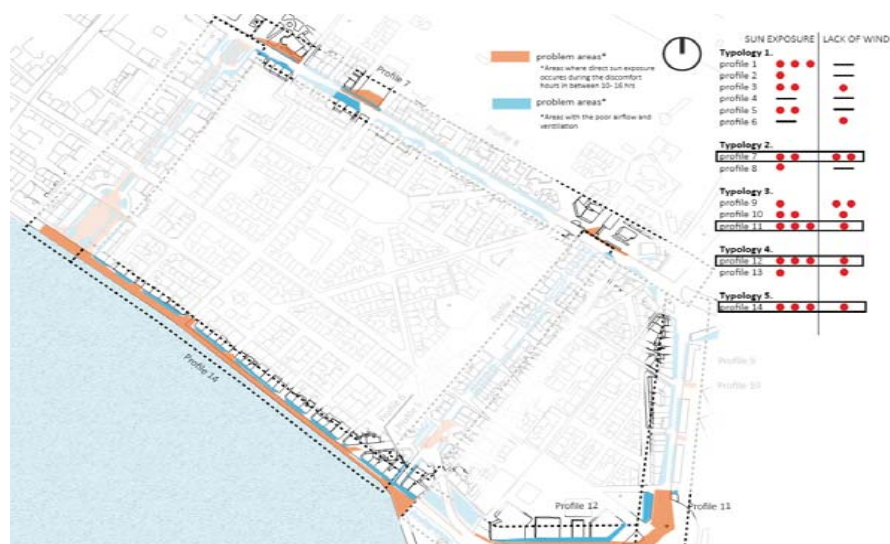 SUN EXPOSURE LACK OF WIND
Typology 1.
profile 1
profile 2
profile 3
profile 4
profile 5
profile 6
Typology 2.
profile 7
profile 8
Typology 3.
profile 9
profile 10
profile 11
Typology 4.
profile 12
profile 13
Typology 5.
profile 14
problem areas*
*Areas where direct sun exposure
occures during the discomfort
hours in between 10- 16 hrs
problem areas*
*Areas with the poor airflow and
ventilation
Profile 7
Profile 9
Profile 10
Profile 14
Profile 12
Profile 11